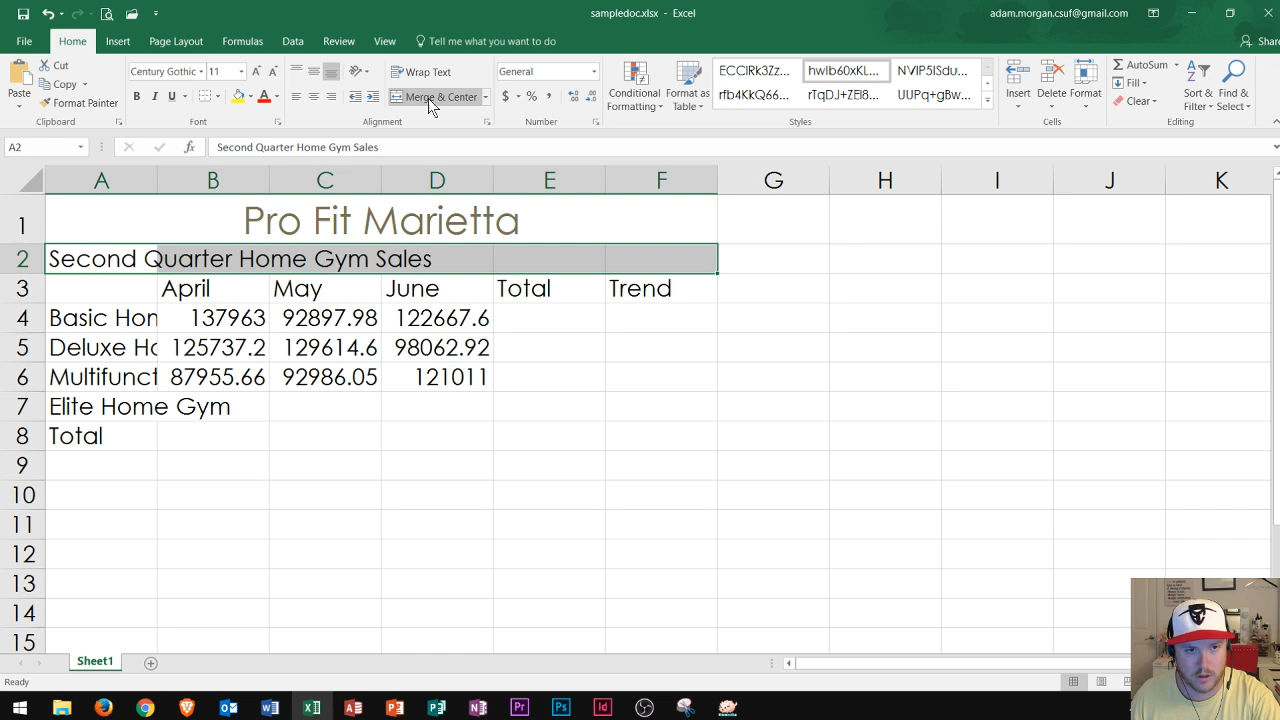 sampledoc.xlsx - Excel
adam.morgan.csuf@gmail.com
File Home Insert Page Layout Formulas Data Review View Tell me what you want to do
Cut
Copy
Format Painter
Paste
Clipboard
Century Gothic 11
B I U
Font
Wrap Text
Merge & Center
Alignment
General
$ % ,
Number
Conditional Formatting
Format as Table
ECClRk3Zz... hwlb60xKL... NVIP5ISdu...
rfb4KkQ66... rTqDJ+ZEl8... UUPq+gBw...
Styles
Insert Delete Format
Cells
AutoSum
Fill
Clear
Sort & Filter
Find & Select
Editing
A2 fx Second Quarter Home Gym Sales
A B C D E F G H I J K
1 Pro Fit Marietta
2 Second Quarter Home Gym Sales
3 April May June Total Trend
4 Basic Hon 137963 92897.98 122667.6
5 Deluxe Ho 125737.2 129614.6 98062.92
6 Multifunct 87955.66 92986.05 121011
7 Elite Home Gym
8 Total
9
10
11
12
13
14
15
Sheet1
Ready